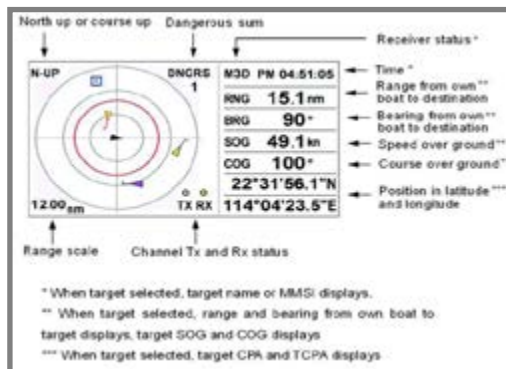 North up or course up
Dangerous sum
Receiver status *
N-UP
DNGRS
1
M3D PM 04:51:05
Time *
RNG 15.1nm
Range from own **
boat to destination
BRG 90°
Bearing from own **
boat to destination
SOG 49.1kn
Speed over ground **
COG 100°
Course over ground **
22°31'56.1"N
114°04'23.5"E
Position in latitude ***
and longitude
12.00nm
TX RX
Range scale
Channel Tx and Rx status
* When target selected, target name or MMSI displays.
** When target selected, range and bearing from own boat to
target displays, target SOG and COG displays
*** When target selected, target CPA and TCPA displays